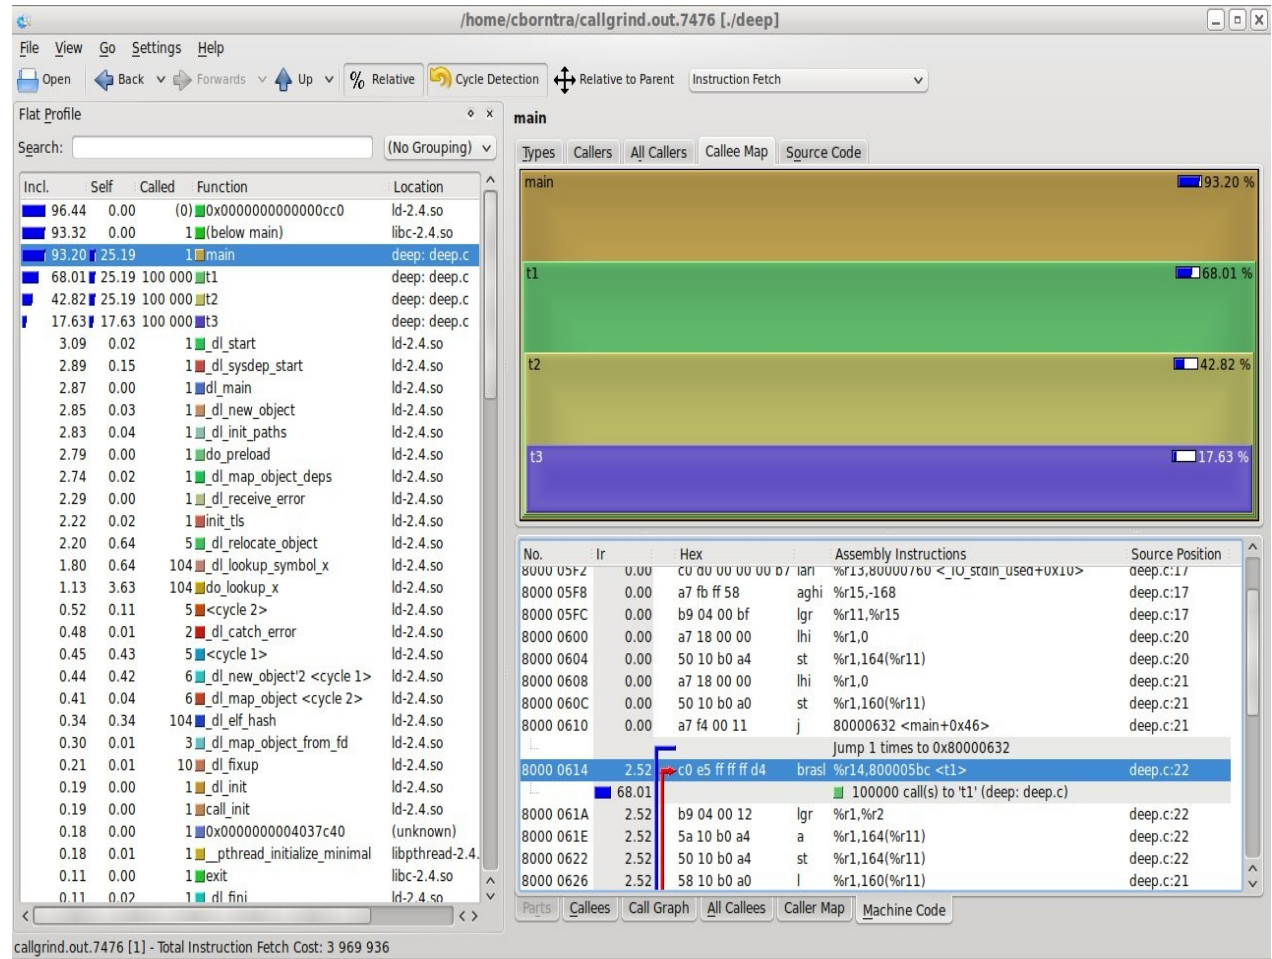 /home/cborntra/callgrind.out.7476 [./deep]
File View Go Settings Help
Open Back Forwards Up % Relative Cycle Detection Relative to Parent Instruction Fetch
Flat Profile
Search: (No Grouping)
Incl. Self Called Function Location
96.44 0.00 (0) 0x0000000000000cc0 ld-2.4.so
93.32 0.00 1 (below main) libc-2.4.so
93.20 25.19 1 main deep: deep.c
68.01 25.19 100 000 t1 deep: deep.c
42.82 25.19 100 000 t2 deep: deep.c
17.63 17.63 100 000 t3 deep: deep.c
3.09 0.02 1 _dl_start ld-2.4.so
2.89 0.15 1 _dl_sysdep_start ld-2.4.so
2.87 0.00 1 dl_main ld-2.4.so
2.85 0.03 1 _dl_new_object ld-2.4.so
2.83 0.04 1 _dl_init_paths ld-2.4.so
2.79 0.00 1 do_preload ld-2.4.so
2.74 0.02 1 _dl_map_object_deps ld-2.4.so
2.29 0.00 1 _dl_receive_error ld-2.4.so
2.22 0.02 1 init_tls ld-2.4.so
2.20 0.64 5 _dl_relocate_object ld-2.4.so
1.80 0.64 104 _dl_lookup_symbol_x ld-2.4.so
1.13 3.63 104 do_lookup_x ld-2.4.so
0.52 0.11 5 <cycle 2> ld-2.4.so
0.48 0.01 2 _dl_catch_error ld-2.4.so
0.45 0.43 5 <cycle 1> ld-2.4.so
0.44 0.42 6 _dl_new_object'2 <cycle 1> ld-2.4.so
0.41 0.04 6 _dl_map_object <cycle 2> ld-2.4.so
0.34 0.34 104 _dl_elf_hash ld-2.4.so
0.30 0.01 3 _dl_map_object_from_fd ld-2.4.so
0.21 0.01 10 _dl_fixup ld-2.4.so
0.19 0.00 1 _dl_init ld-2.4.so
0.19 0.00 1 call_init ld-2.4.so
0.18 0.00 1 0x0000000004037c40 (unknown)
0.18 0.01 1 __pthread_initialize_minimal libpthread-2.4.
0.11 0.00 1 exit libc-2.4.so
0.11 0.02 1 _dl_fini ld-2.4.so
main
Types Callers All Callers Callee Map Source Code
main 93.20 %
t1 68.01 %
t2 42.82 %
t3 17.63 %
No. Ir Hex Assembly Instructions Source Position
8000 05F2 0.00 c0 d0 00 00 00 b7 larl %r13,80000760 <_IO_stdin_used+0x10> deep.c:17
8000 05F8 0.00 a7 fb ff 58 aghi %r15,-168 deep.c:17
8000 05FC 0.00 b9 04 00 bf lgr %r11,%r15 deep.c:17
8000 0600 0.00 a7 18 00 00 lhi %r1,0 deep.c:20
8000 0604 0.00 50 10 b0 a4 st %r1,164(%r11) deep.c:20
8000 0608 0.00 a7 18 00 00 lhi %r1,0 deep.c:21
8000 060C 0.00 50 10 b0 a0 st %r1,160(%r11) deep.c:21
8000 0610 0.00 a7 f4 00 11 j 80000632 <main+0x46> deep.c:21
Jump 1 times to 0x80000632
8000 0614 2.52 c0 e5 ff ff ff d4 brasl %r14,800005bc <t1> deep.c:22
68.01 100000 call(s) to 't1' (deep: deep.c)
8000 061A 2.52 b9 04 00 12 lgr %r1,%r2 deep.c:22
8000 061E 2.52 5a 10 b0 a4 a %r1,164(%r11) deep.c:22
8000 0622 2.52 50 10 b0 a4 st %r1,164(%r11) deep.c:22
8000 0626 2.52 58 10 b0 a0 l %r1,160(%r11) deep.c:21
Parts Callees Call Graph All Callees Caller Map Machine Code
callgrind.out.7476 [1] - Total Instruction Fetch Cost: 3 969 936